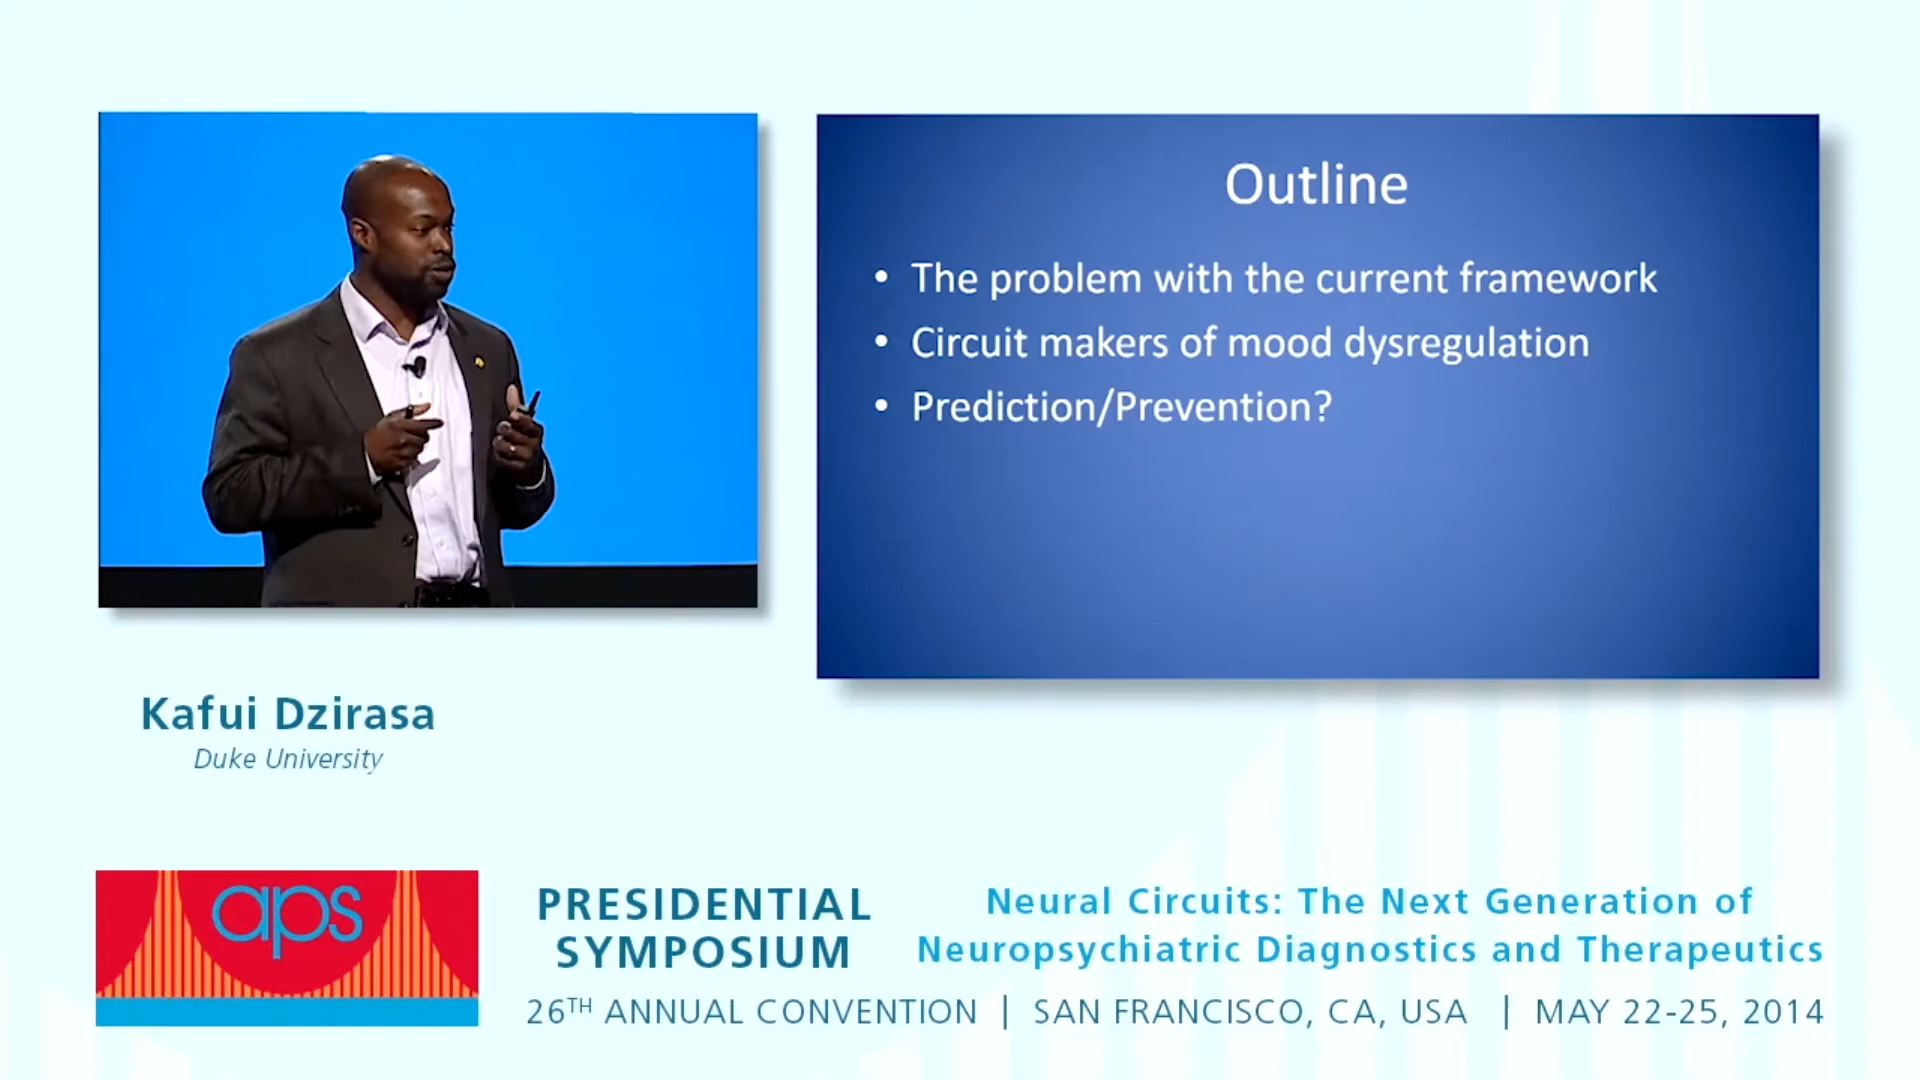 Outline
• The problem with the current framework
• Circuit makers of mood dysregulation
• Prediction/Prevention?
Kafui Dzirasa
Duke University
aps
PRESIDENTIAL
SYMPOSIUM
Neural Circuits: The Next Generation of
Neuropsychiatric Diagnostics and Therapeutics
26TH ANNUAL CONVENTION | SAN FRANCISCO, CA, USA | MAY 22-25, 2014